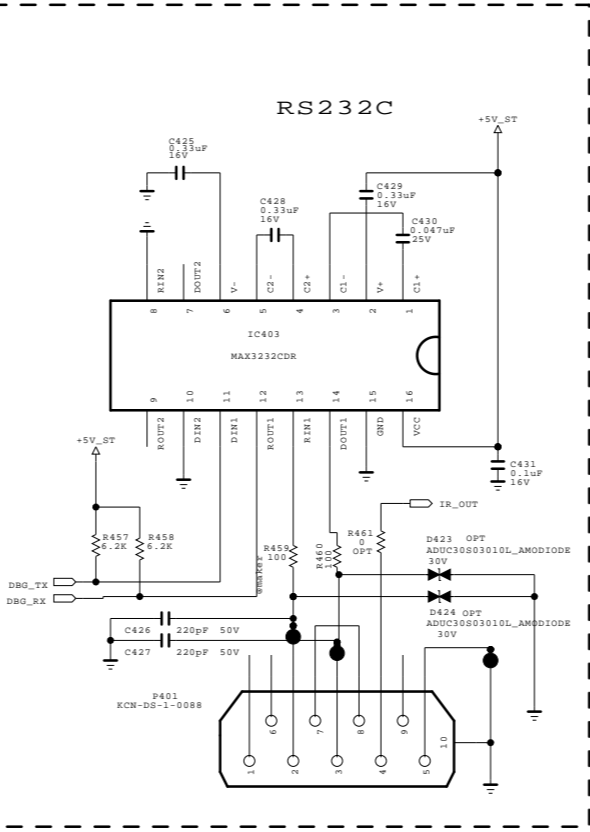 RS232C
+5V_ST
C425
0.33uF
16V
C428
0.33uF
16V
C429
0.33uF
16V
C430
0.047uF
25V
RIN2
DOUT2
V-
C2-
C2+
C1-
V+
C1+
8
7
6
5
4
3
2
1
IC403
MAX3232CDR
9
10
11
12
13
14
15
16
ROUT2
DIN2
DIN1
ROUT1
RIN1
DOUT1
GND
VCC
+5V_ST
C431
0.1uF
16V
IR_OUT
R457
6.2K
R458
6.2K
R459
100
R460
100
R461
0
OPT
@maker
D423 OPT
ADUC30S03010L_AMODIODE
30V
DBG_TX
DBG_RX
D424 OPT
ADUC30S03010L_AMODIODE
30V
C426 220pF 50V
C427 220pF 50V
P401
KCN-DS-1-0088
6
7
8
9
10
1
2
3
4
5